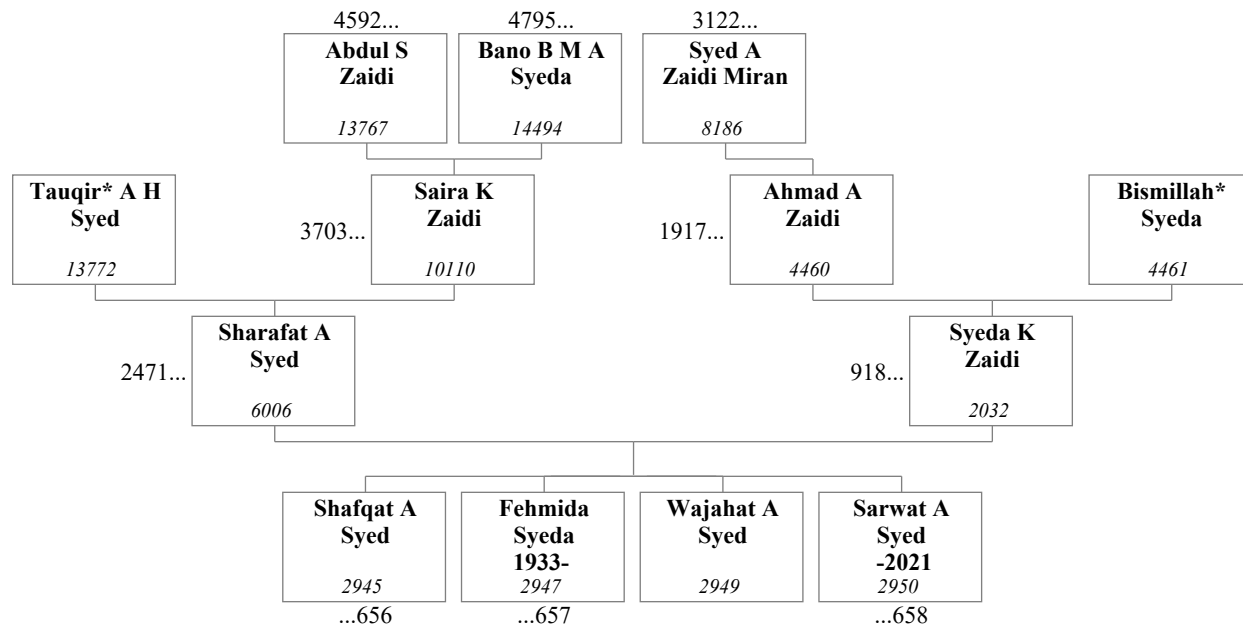 4592...
4795...
3122...
Abdul S
Zaidi
13767
Bano B M A
Syeda
14494
Syed A
Zaidi Miran
8186
Tauqir* A H
Syed
13772
3703...
Saira K
Zaidi
10110
1917...
Ahmad A
Zaidi
4460
Bismillah*
Syeda
4461
2471...
Sharafat A
Syed
6006
918...
Syeda K
Zaidi
2032
Shafqat A
Syed
2945
...656
Fehmida
Syeda
1933-
2947
...657
Wajahat A
Syed
2949
Sarwat A
Syed
-2021
2950
...658